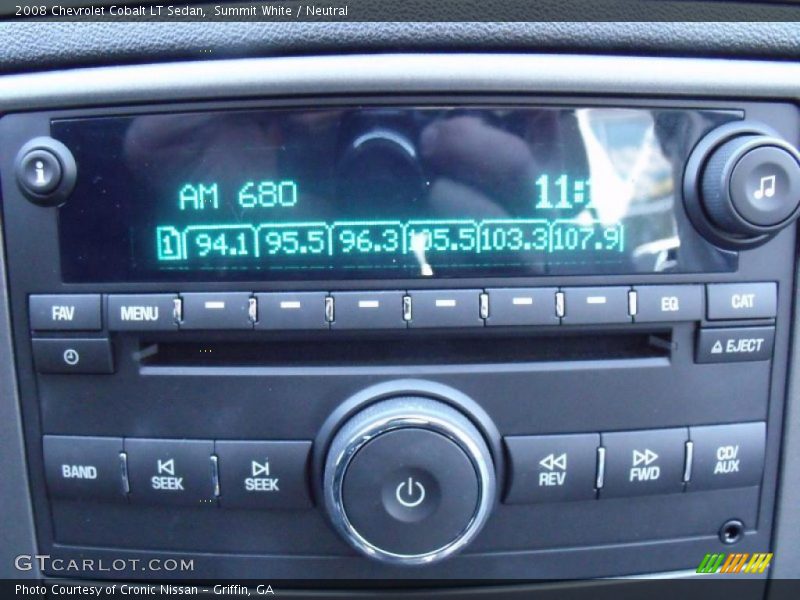 2008 Chevrolet Cobalt LT Sedan, Summit White / Neutral
i
AM 680
1 94.1 95.5 96.3 105.5 103.3 107.9
FAV MENU EQ CAT
EJECT
BAND SEEK SEEK REV FWD CD/
AUX
GTCARLOT.COM
Photo Courtesy of Cronic Nissan - Griffin, GA